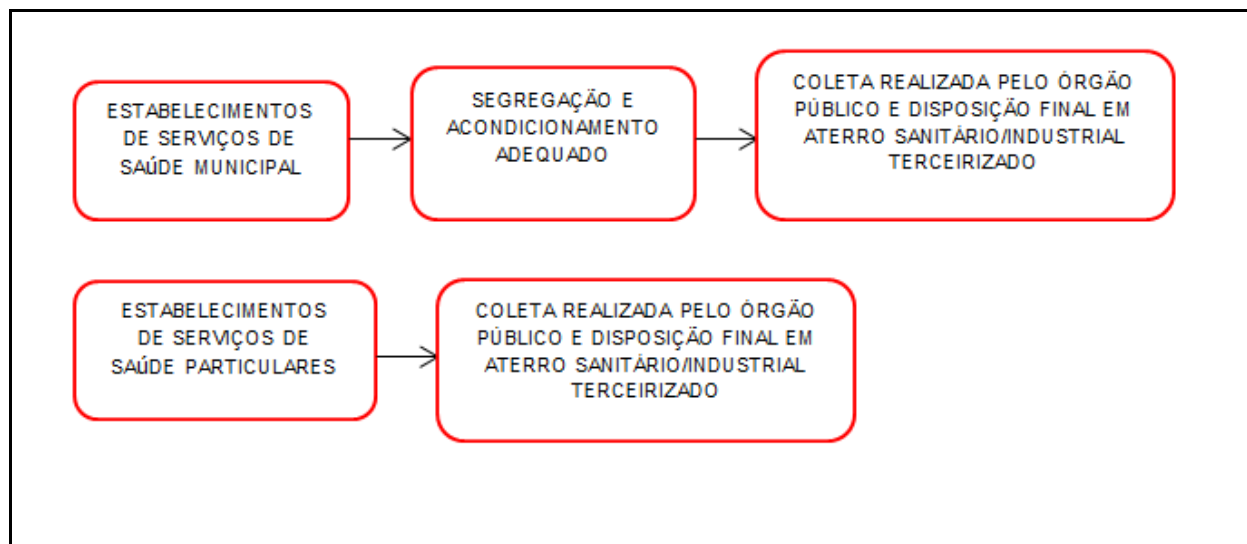 ESTABELECIMENTOS
DE SERVIÇOS DE
SAúDE MUNICIPAL
SEGREGAÇÃO E
ACONDICIONAMENTO
ADEQUADO
COLETA REALIZADA PELO ÓRGÃO
PÚBLICO E DISPOSIÇÃO FINAL EM
ATERRO SANITÁRIO/INDUSTRIAL
TERCEIRIZADO
ESTABELECIMENTOS
DE SERVIÇOS DE
SAúDE PARTICULARES
COLETA REALIZADA PELO ÓRGÃO
PÚBLICO E DISPOSIÇÃO FINAL EM
ATERRO SANITÁRIO/INDUSTRIAL
TERCEIRIZADO